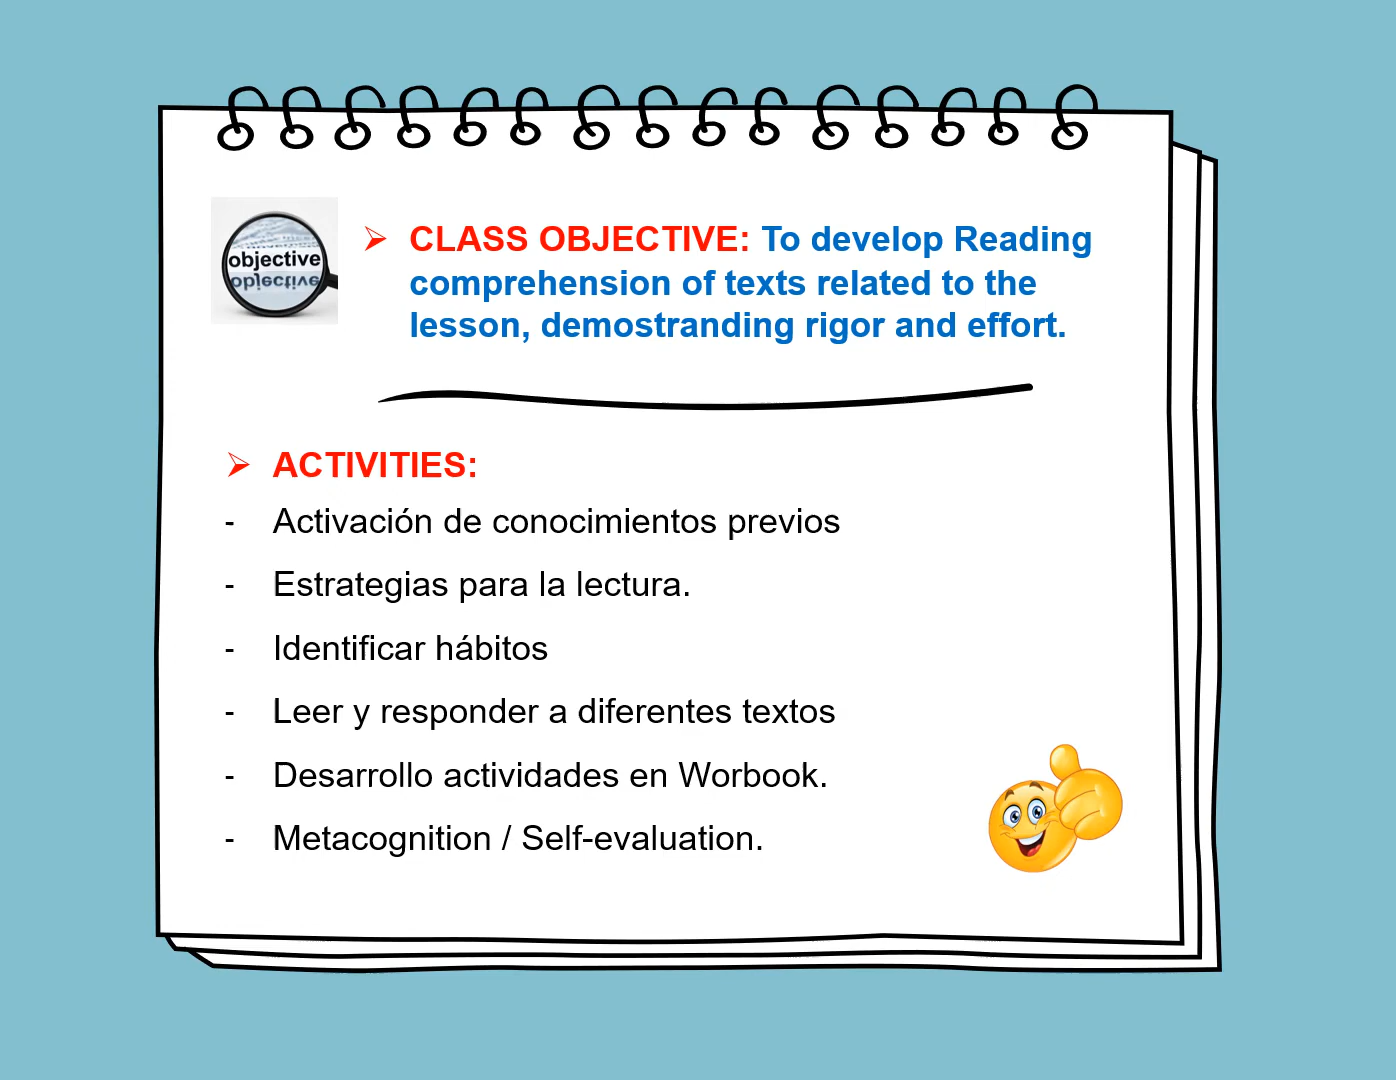 objective
objective
CLASS OBJECTIVE: To develop Reading
comprehension of texts related to the
lesson, demostranding rigor and effort.
ACTIVITIES:
- Activación de conocimientos previos
- Estrategias para la lectura.
- Identificar hábitos
- Leer y responder a diferentes textos
- Desarrollo actividades en Worbook.
- Metacognition / Self-evaluation.